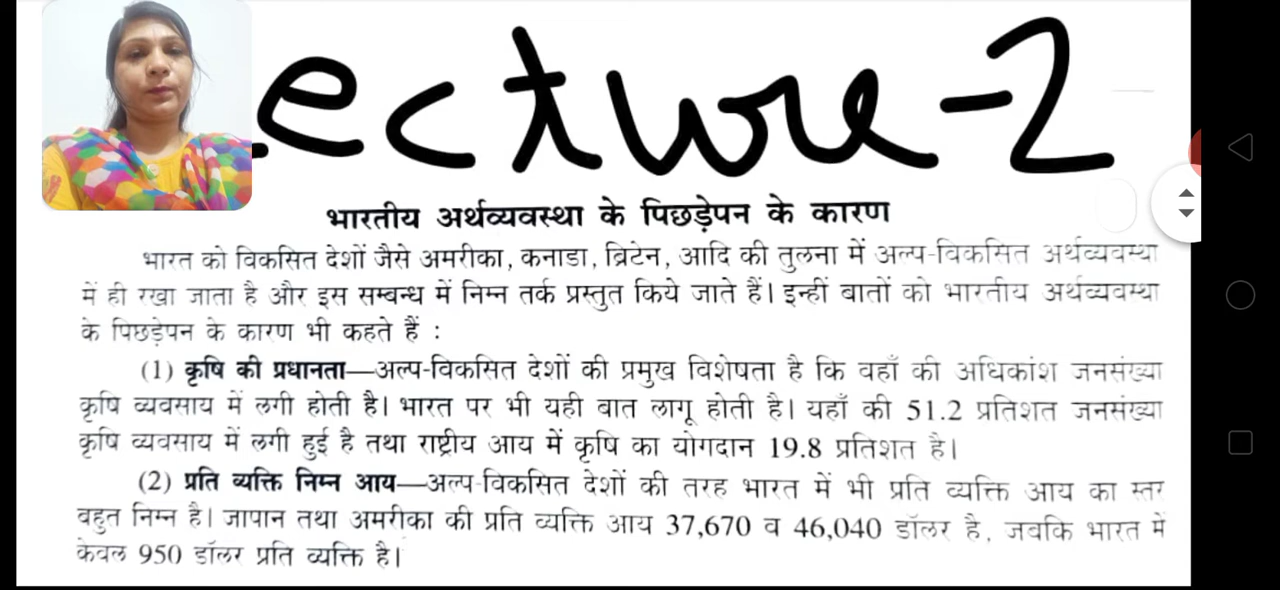 Lecture-2
भारतीय अर्थव्यवस्था के पिछड़ेपन के कारण
भारत को विकसित देशों जैसे अमरीका, कनाडा, ब्रिटेन, आदि की तुलना में अल्प-विकसित अर्थव्यवस्था
में ही रखा जाता है और इस सम्बन्ध में निम्न तर्क प्रस्तुत किये जाते हैं। इन्हीं बातों को भारतीय अर्थव्यवस्था
के पिछड़ेपन के कारण भी कहते हैं :
(1) कृषि की प्रधानता—अल्प-विकसित देशों की प्रमुख विशेषता है कि वहाँ की अधिकांश जनसंख्या
कृषि व्यवसाय में लगी होती है। भारत पर भी यही बात लागू होती है। यहाँ की 51.2 प्रतिशत जनसंख्या
कृषि व्यवसाय में लगी हुई है तथा राष्ट्रीय आय में कृषि का योगदान 19.8 प्रतिशत है।
(2) प्रति व्यक्ति निम्न आय—अल्प-विकसित देशों की तरह भारत में भी प्रति व्यक्ति आय का स्तर
बहुत निम्न है। जापान तथा अमरीका की प्रति व्यक्ति आय 37,670 व 46,040 डॉलर है, जबकि भारत में
केवल 950 डॉलर प्रति व्यक्ति है।